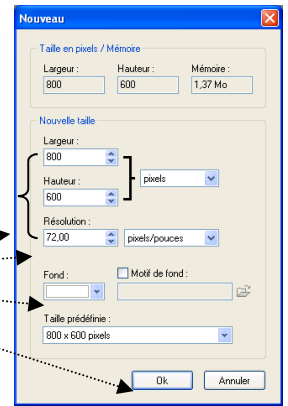 Nouveau
Taille en pixels / Mémoire
Largeur : Hauteur : Mémoire :
800 600 1,37 Mo
Nouvelle taille
Largeur :
800
pixels
Hauteur :
600
Résolution :
72,00 pixels/pouces
Fond : Motif de fond :
Taille prédéfinie :
800 x 600 pixels
Ok Annuler